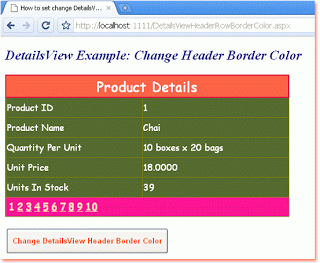 How to set change DetailsV...
http://localhost:1111/DetailsViewHeaderRowBorderColor.aspx
DetailsView Example: Change Header Border Color
Product Details
Product ID 1
Product Name Chai
Quantity Per Unit 10 boxes x 20 bags
Unit Price 18.0000
Units In Stock 39
1 2 3 4 5 6 7 8 9 10
Change DetailsView Header Border Color